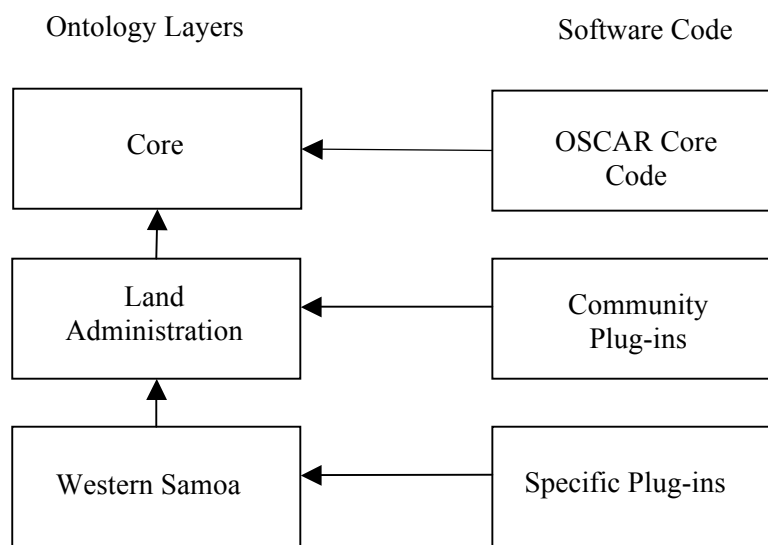 Ontology Layers
Software Code
Core
OSCAR Core
Code
Land
Administration
Community
Plug-ins
Western Samoa
Specific Plug-ins